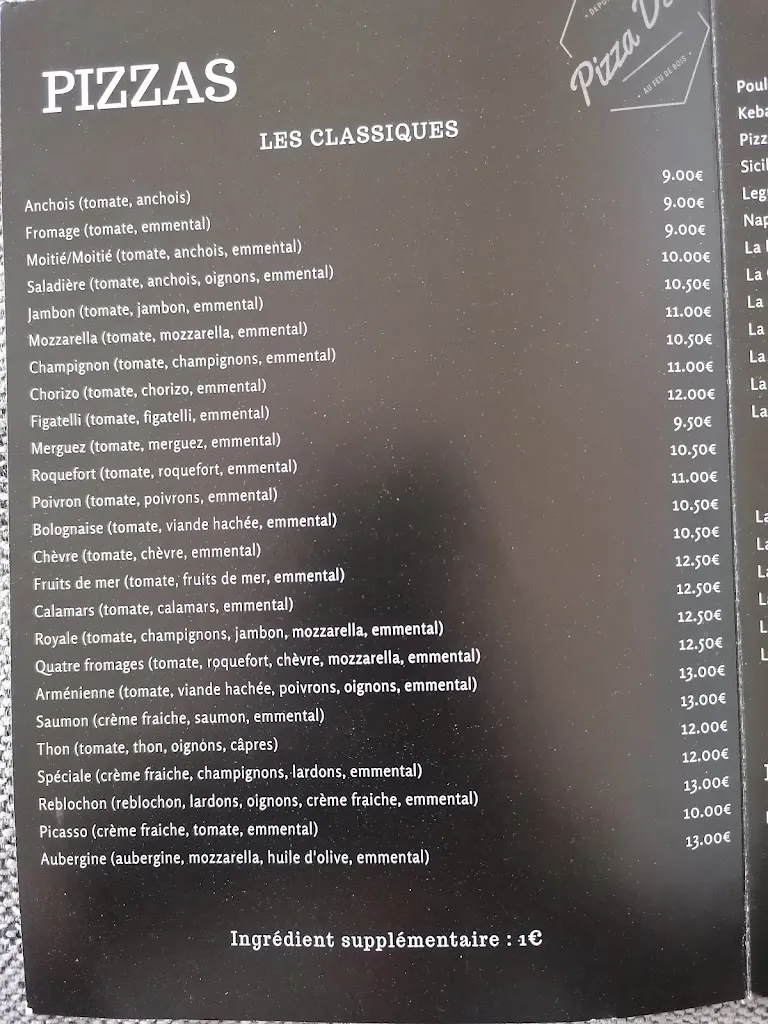 PIZZAS
Pizza
AU FEU DE BOIS
LES CLASSIQUES
Anchois (tomate, anchois) 9.00€
Fromage (tomate, emmental) 9.00€
Moitié/Moitié (tomate, anchois, emmental) 9.00€
Saladière (tomate, anchois, oignons, emmental) 10.00€
Jambon (tomate, jambon, emmental) 10.50€
Mozzarella (tomate, mozzarella, emmental) 11.00€
Champignon (tomate, champignons, emmental) 10.50€
Chorizo (tomate, chorizo, emmental) 11.00€
Figatelli (tomate, figatelli, emmental) 12.00€
Merguez (tomate, merguez, emmental) 9.50€
Roquefort (tomate, roquefort, emmental) 10.50€
Poivron (tomate, poivrons, emmental) 11.00€
Bolognaise (tomate, viande hachée, emmental) 10.50€
Chèvre (tomate, chèvre, emmental) 10.50€
Fruits de mer (tomate, fruits de mer, emmental) 12.50€
Calamars (tomate, calamars, emmental) 12.50€
Royale (tomate, champignons, jambon, mozzarella, emmental) 12.50€
Quatre fromages (tomate, roquefort, chèvre, mozzarella, emmental) 12.50€
Arménienne (tomate, viande hachée, poivrons, oignons, emmental) 13.00€
Saumon (crème fraiche, saumon, emmental) 13.00€
Thon (tomate, thon, oignons, câpres) 12.00€
Spéciale (crème fraiche, champignons, lardons, emmental) 12.00€
Reblochon (reblochon, lardons, oignons, crème fraiche, emmental) 13.00€
Picasso (crème fraiche, tomate, emmental) 10.00€
Aubergine (aubergine, mozzarella, huile d'olive, emmental) 13.00€
Ingrédient supplémentaire : 1€